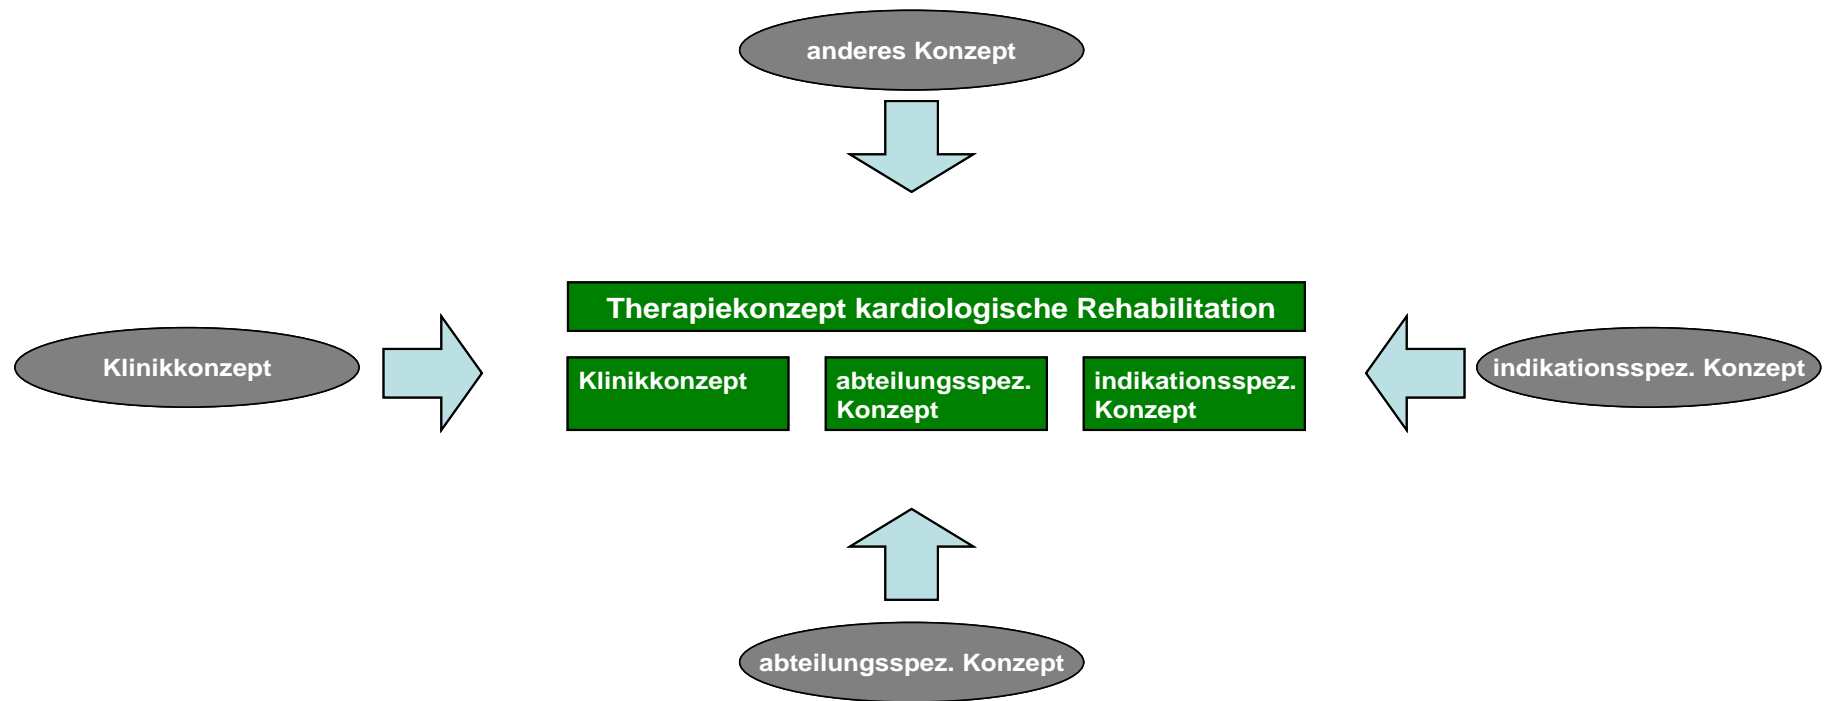 anderes Konzept
Therapiekonzept kardiologische Rehabilitation
Klinikkonzept
Klinikkonzept
abteilungsspez.
Konzept
indikationsspez.
Konzept
indikationsspez. Konzept
abteilungsspez. Konzept